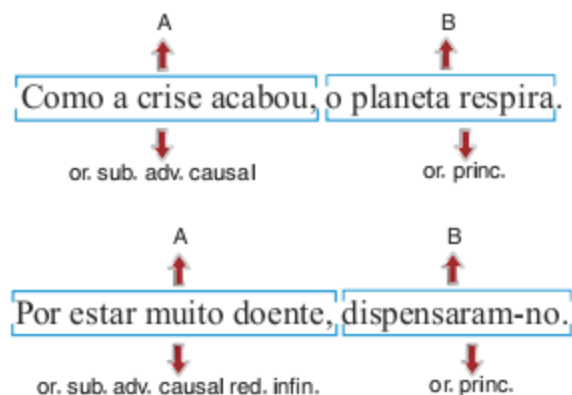 A B
Como a crise acabou, o planeta respira.
or. sub. adv. causal or. princ.
A B
Por estar muito doente, dispensaram-no.
or. sub. adv. causal red. infin. or. princ.